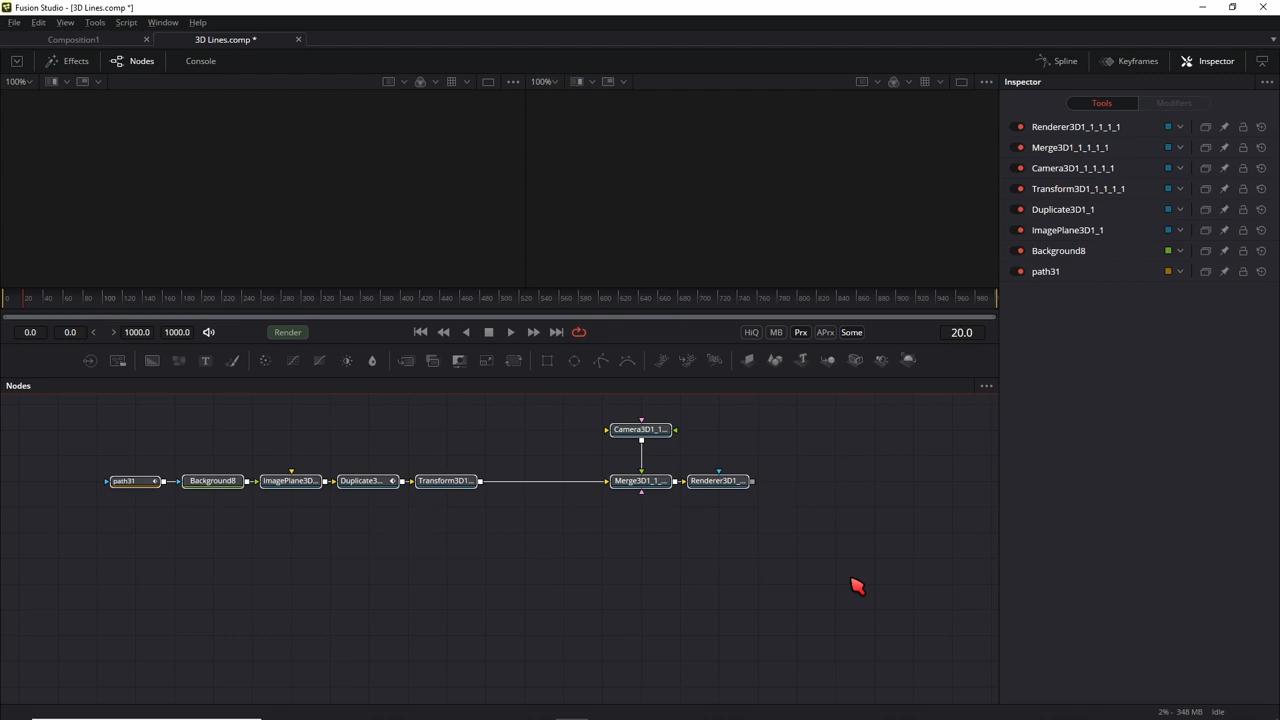 Fusion Studio - [3D Lines.comp *]
File Edit View Tools Script Window Help
Composition1 3D Lines.comp *
Effects Nodes Console Spline Keyframes Inspector
100% 100% Inspector
Tools Modifiers
Renderer3D1_1_1_1_1
Merge3D1_1_1_1_1
Camera3D1_1_1_1_1
Transform3D1_1_1_1_1
Duplicate3D1_1
ImagePlane3D1_1
Background8
path31
0 20 40 60 80 100 120 140 160 180 200 220 240 260 280 300 320 340 360 380 400 420 440 460 480 500 520 540 560 580 600 620 640 660 680 700 720 740 760 780 800 820 840 860 880 900 920 940 960 980
0.0 0.0 < > 1000.0 1000.0 Render HiQ MB Prx APrx Some 20.0
Nodes
Camera3D1_1...
path31 Background8 ImagePlane3D... Duplicate3... Transform3D1... Merge3D1_1_... Renderer3D1_...
2% - 348 MB Idle